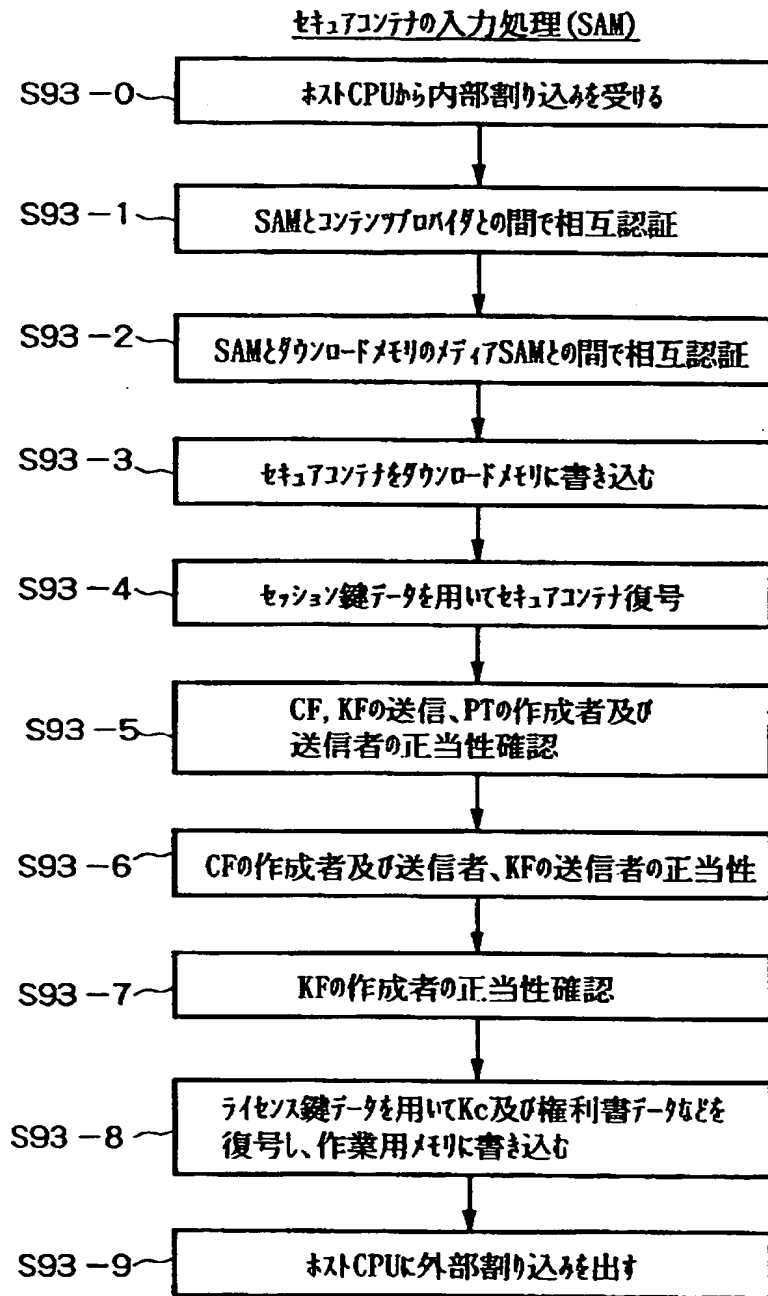 セキュアコンテナの入力処理(SAM)
S93-0
ホストCPUから内部割り込みを受ける
S93-1
SAMとコンテンツプロバイダとの間で相互認証
S93-2
SAMとダウンロードメモリのメディアSAMとの間で相互認証
S93-3
セキュアコンテナをダウンロードメモリに書き込む
S93-4
セッション鍵データを用いてセキュアコンテナ復号
S93-5
CF, KFの送信、PTの作成者及び
送信者の正当性確認
S93-6
CFの作成者及び送信者、KFの送信者の正当性
S93-7
KFの作成者の正当性確認
S93-8
ライセンス鍵データを用いてKc及び権利書データなどを
復号し、作業用メモリに書き込む
S93-9
ホストCPUに外部割り込みを出す